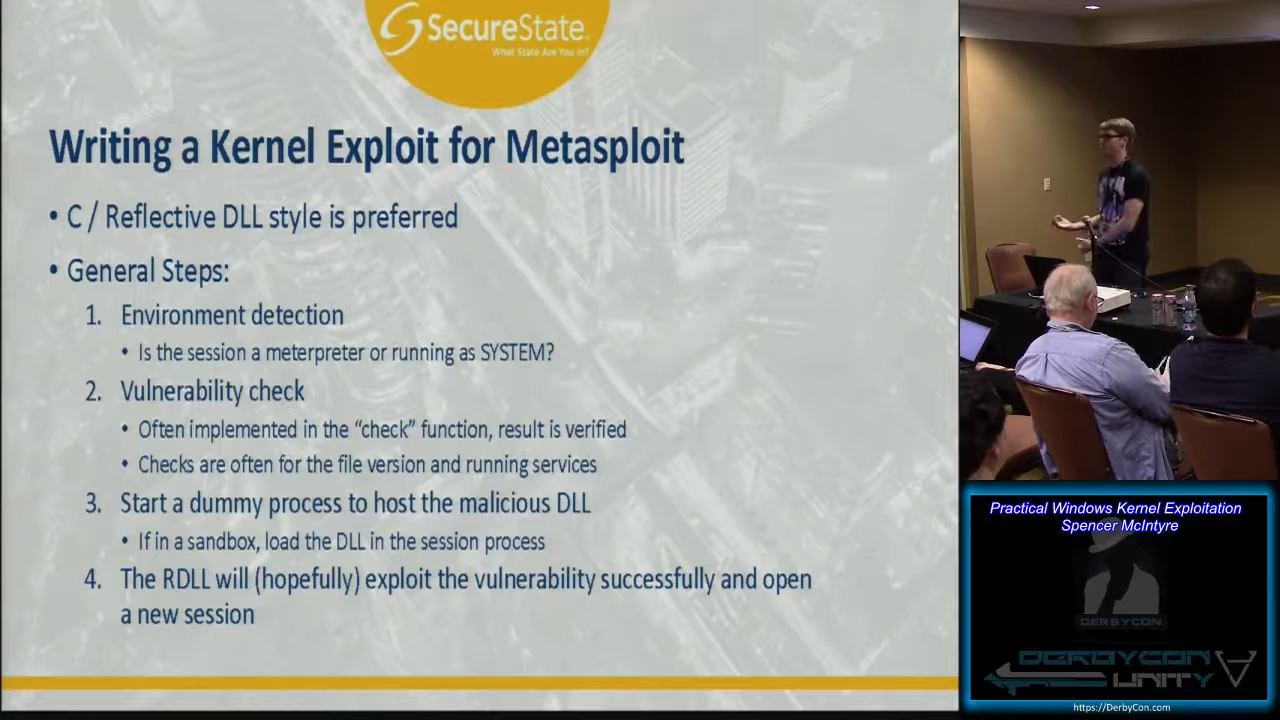 SecureState
What State Are You In?
Writing a Kernel Exploit for Metasploit
• C / Reflective DLL style is preferred
• General Steps:
1. Environment detection
• Is the session a meterpreter or running as SYSTEM?
2. Vulnerability check
• Often implemented in the “check” function, result is verified
• Checks are often for the file version and running services
3. Start a dummy process to host the malicious DLL
• If in a sandbox, load the DLL in the session process
4. The RDLL will (hopefully) exploit the vulnerability successfully and open
a new session
Practical Windows Kernel Exploitation
Spencer McIntyre
DERBYCON
DERBYCON
UNITY
https://DerbyCon.com